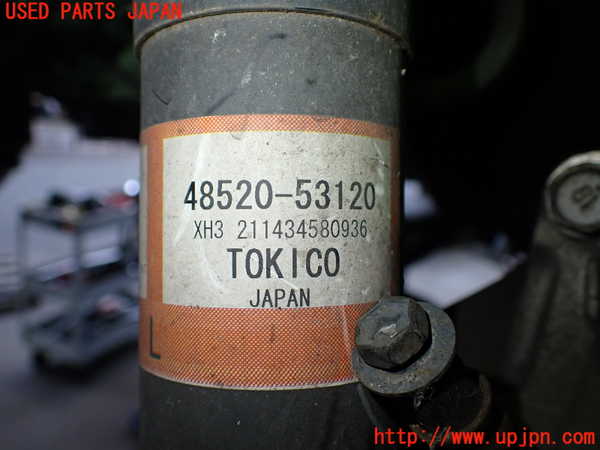 USED PARTS JAPAN
48520-53120
XH3 211434580936
TOKICO
JAPAN
L
http://www.upjpn.com/